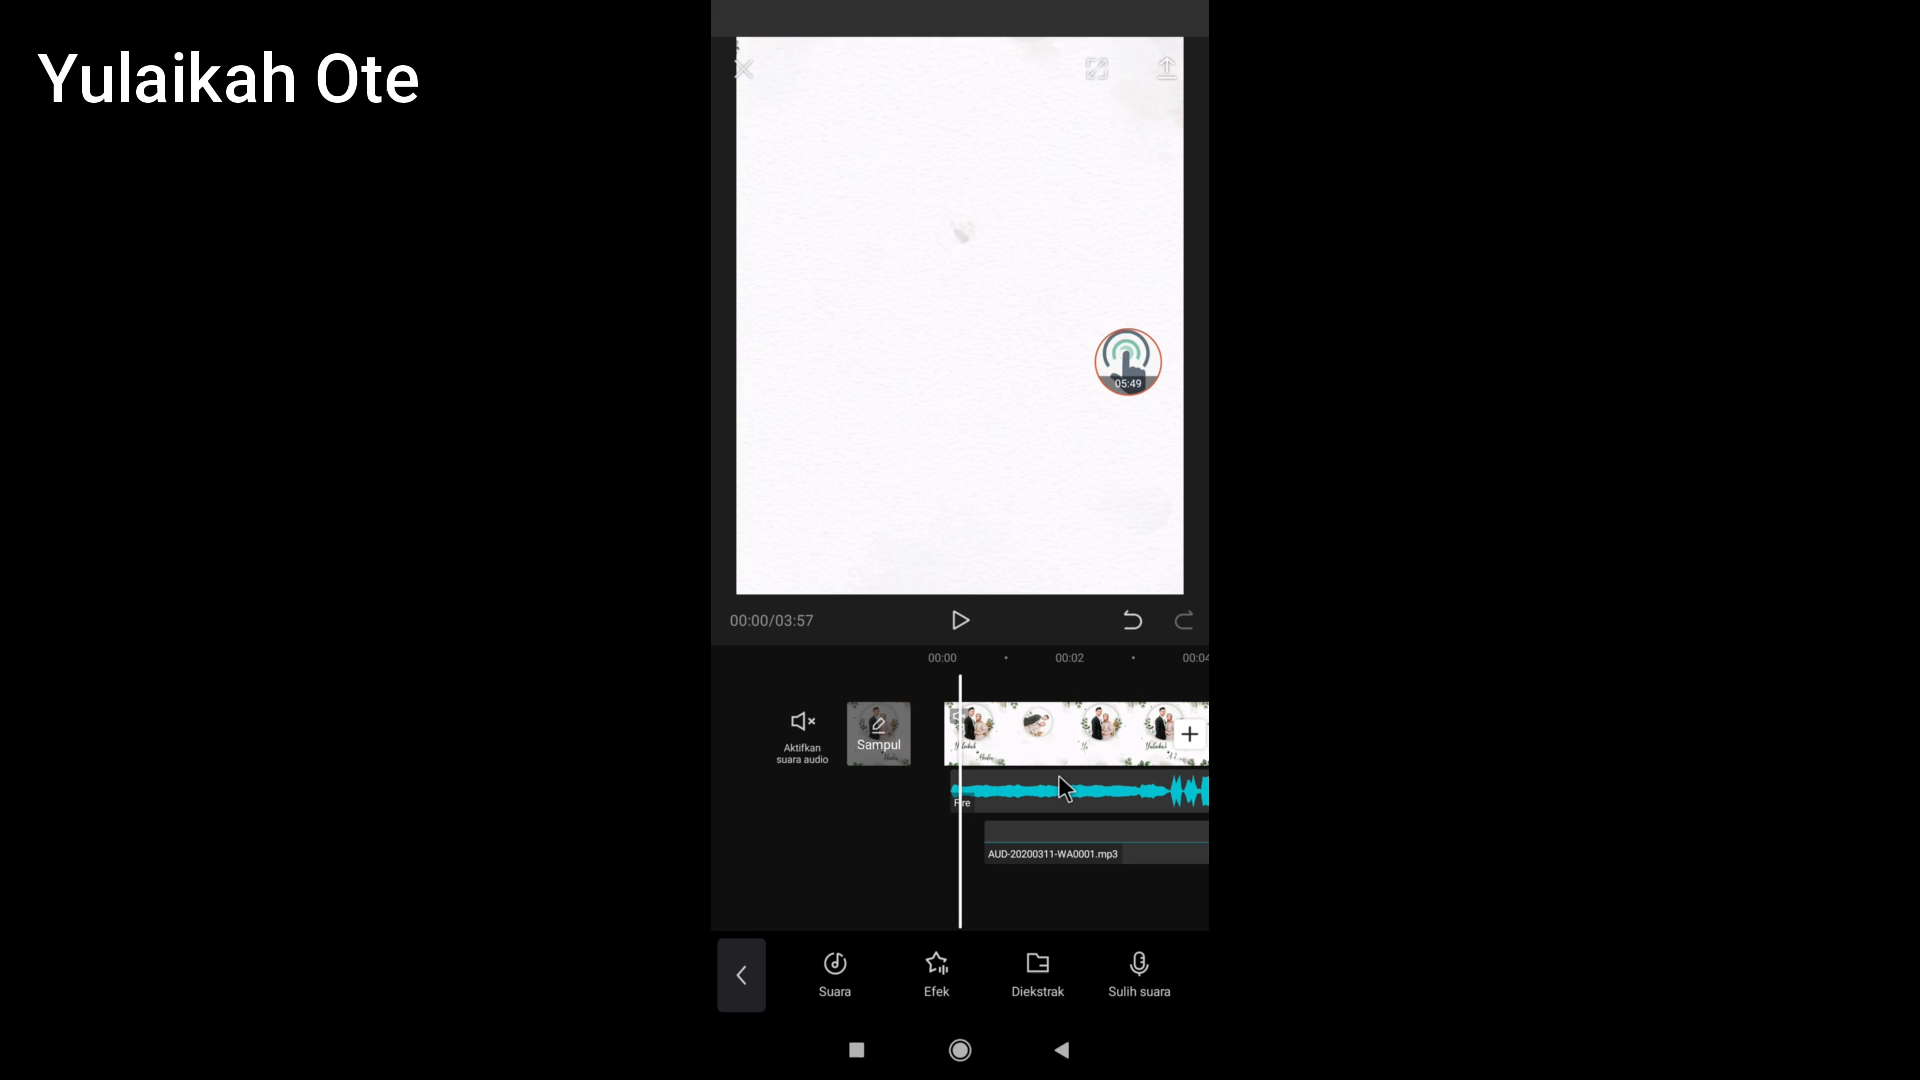 Yulaikah Ote
05:49
00:00/03:57
00:00
00:02
00:04
Aktifkan
suara audio
Sampul
AUD-20200311-WA0001.mp3
Suara
Efek
Diekstrak
Sulih suara